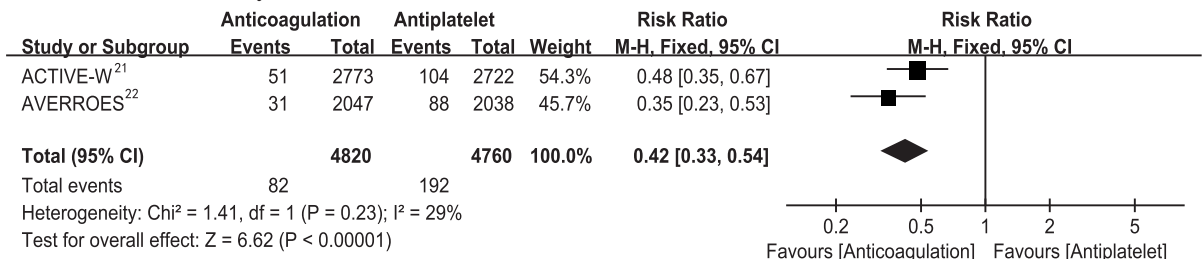 Anticoagulation Antiplatelet Risk Ratio Risk Ratio
Study or Subgroup Events Total Events Total Weight M-H, Fixed, 95% CI M-H, Fixed, 95% CI
ACTIVE-W21 51 2773 104 2722 54.3% 0.48 [0.35, 0.67]
AVERROES22 31 2047 88 2038 45.7% 0.35 [0.23, 0.53]
Total (95% CI) 4820 4760 100.0% 0.42 [0.33, 0.54]
Total events 82 192
Heterogeneity: Chi² = 1.41, df = 1 (P = 0.23); I² = 29%
Test for overall effect: Z = 6.62 (P < 0.00001)
0.2 0.5 1 2 5
Favours [Anticoagulation] Favours [Antiplatelet]